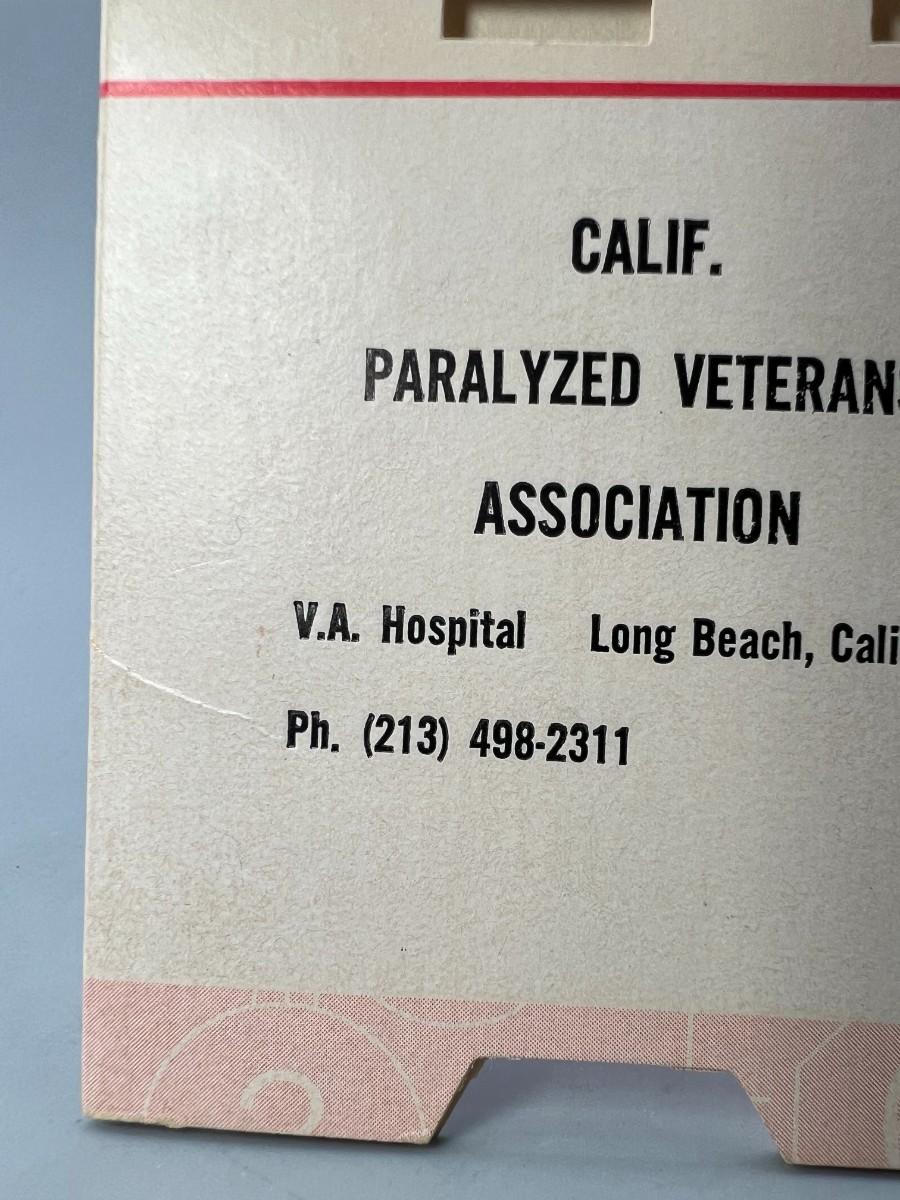 CALIF.
PARALYZED VETERANS
ASSOCIATION
V.A. Hospital Long Beach, Cali
Ph. (213) 498-2311